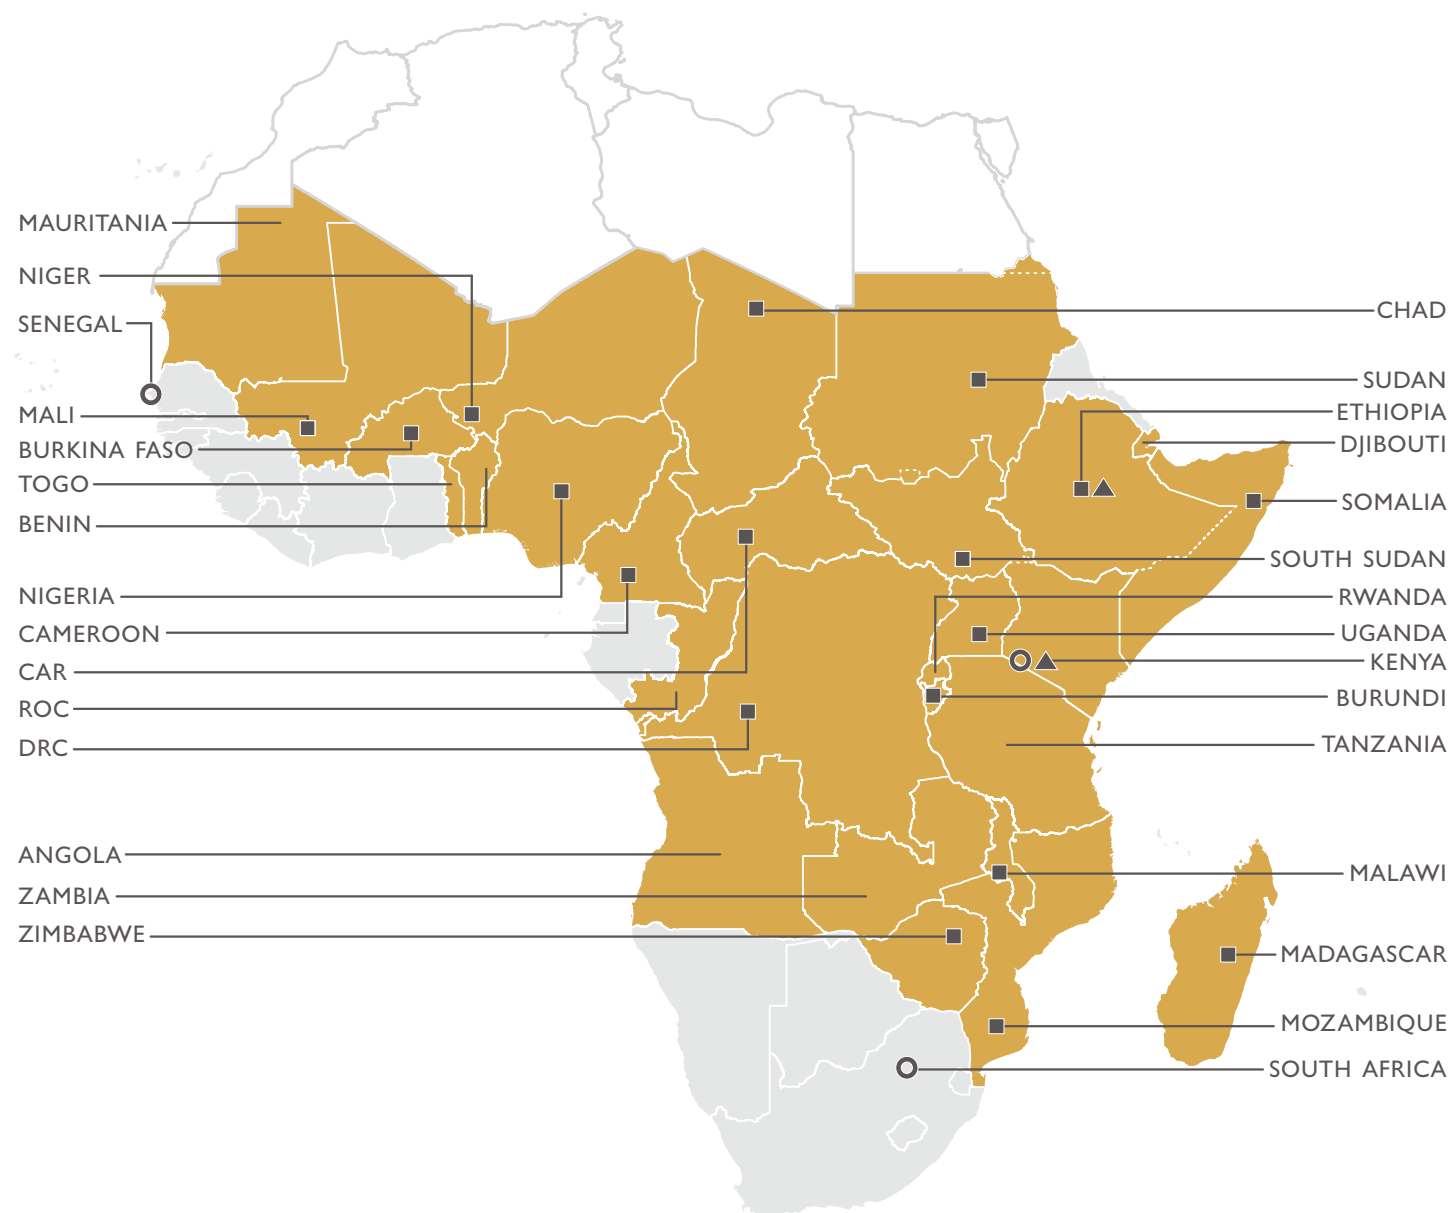 MAURITANIA
NIGER
SENEGAL
MALI
BURKINA FASO
TOGO
BENIN
NIGERIA
CAMEROON
CAR
ROC
DRC
ANGOLA
ZAMBIA
ZIMBABWE
CHAD
SUDAN
ETHIOPIA
DJIBOUTI
SOMALIA
SOUTH SUDAN
RWANDA
UGANDA
KENYA
BURUNDI
TANZANIA
MALAWI
MADAGASCAR
MOZAMBIQUE
SOUTH AFRICA